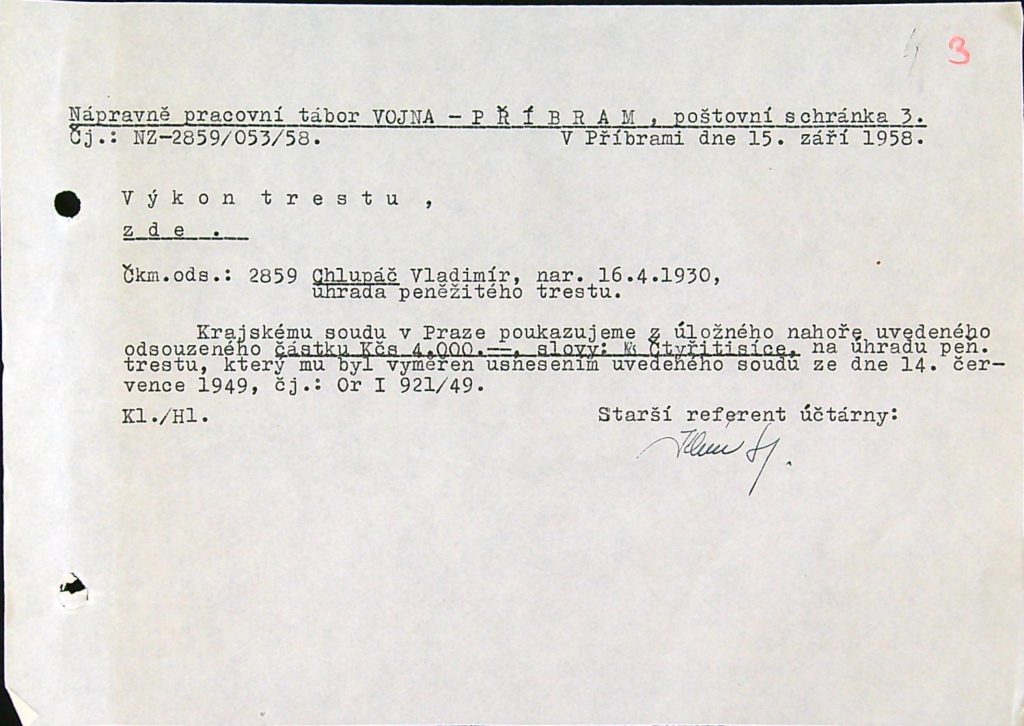 3
Nápravně pracovní tábor VOJNA - P Ř Í B R A M , poštovní schránka 3.
Čj.: NZ-2859/053/58. V Příbrami dne 15. září 1958.
V ý k o n t r e s t u ,
z d e .
Čkm.ods.: 2859 Chlupáč Vladimír, nar. 16.4.1930,
úhrada peněžitého trestu.
Krajskému soudu v Praze poukazujeme z úložného nahoře uvedeného
odsouzeného částku Kčs 4.000.--, slovy: Čtyřitisíce, na úhradu peň.
trestu, který mu byl vyměřen usnesením uvedeného soudu ze dne 14. čer-
vence 1949, čj.: Or I 921/49.
Kl./Hl. Starší referent účtárny: